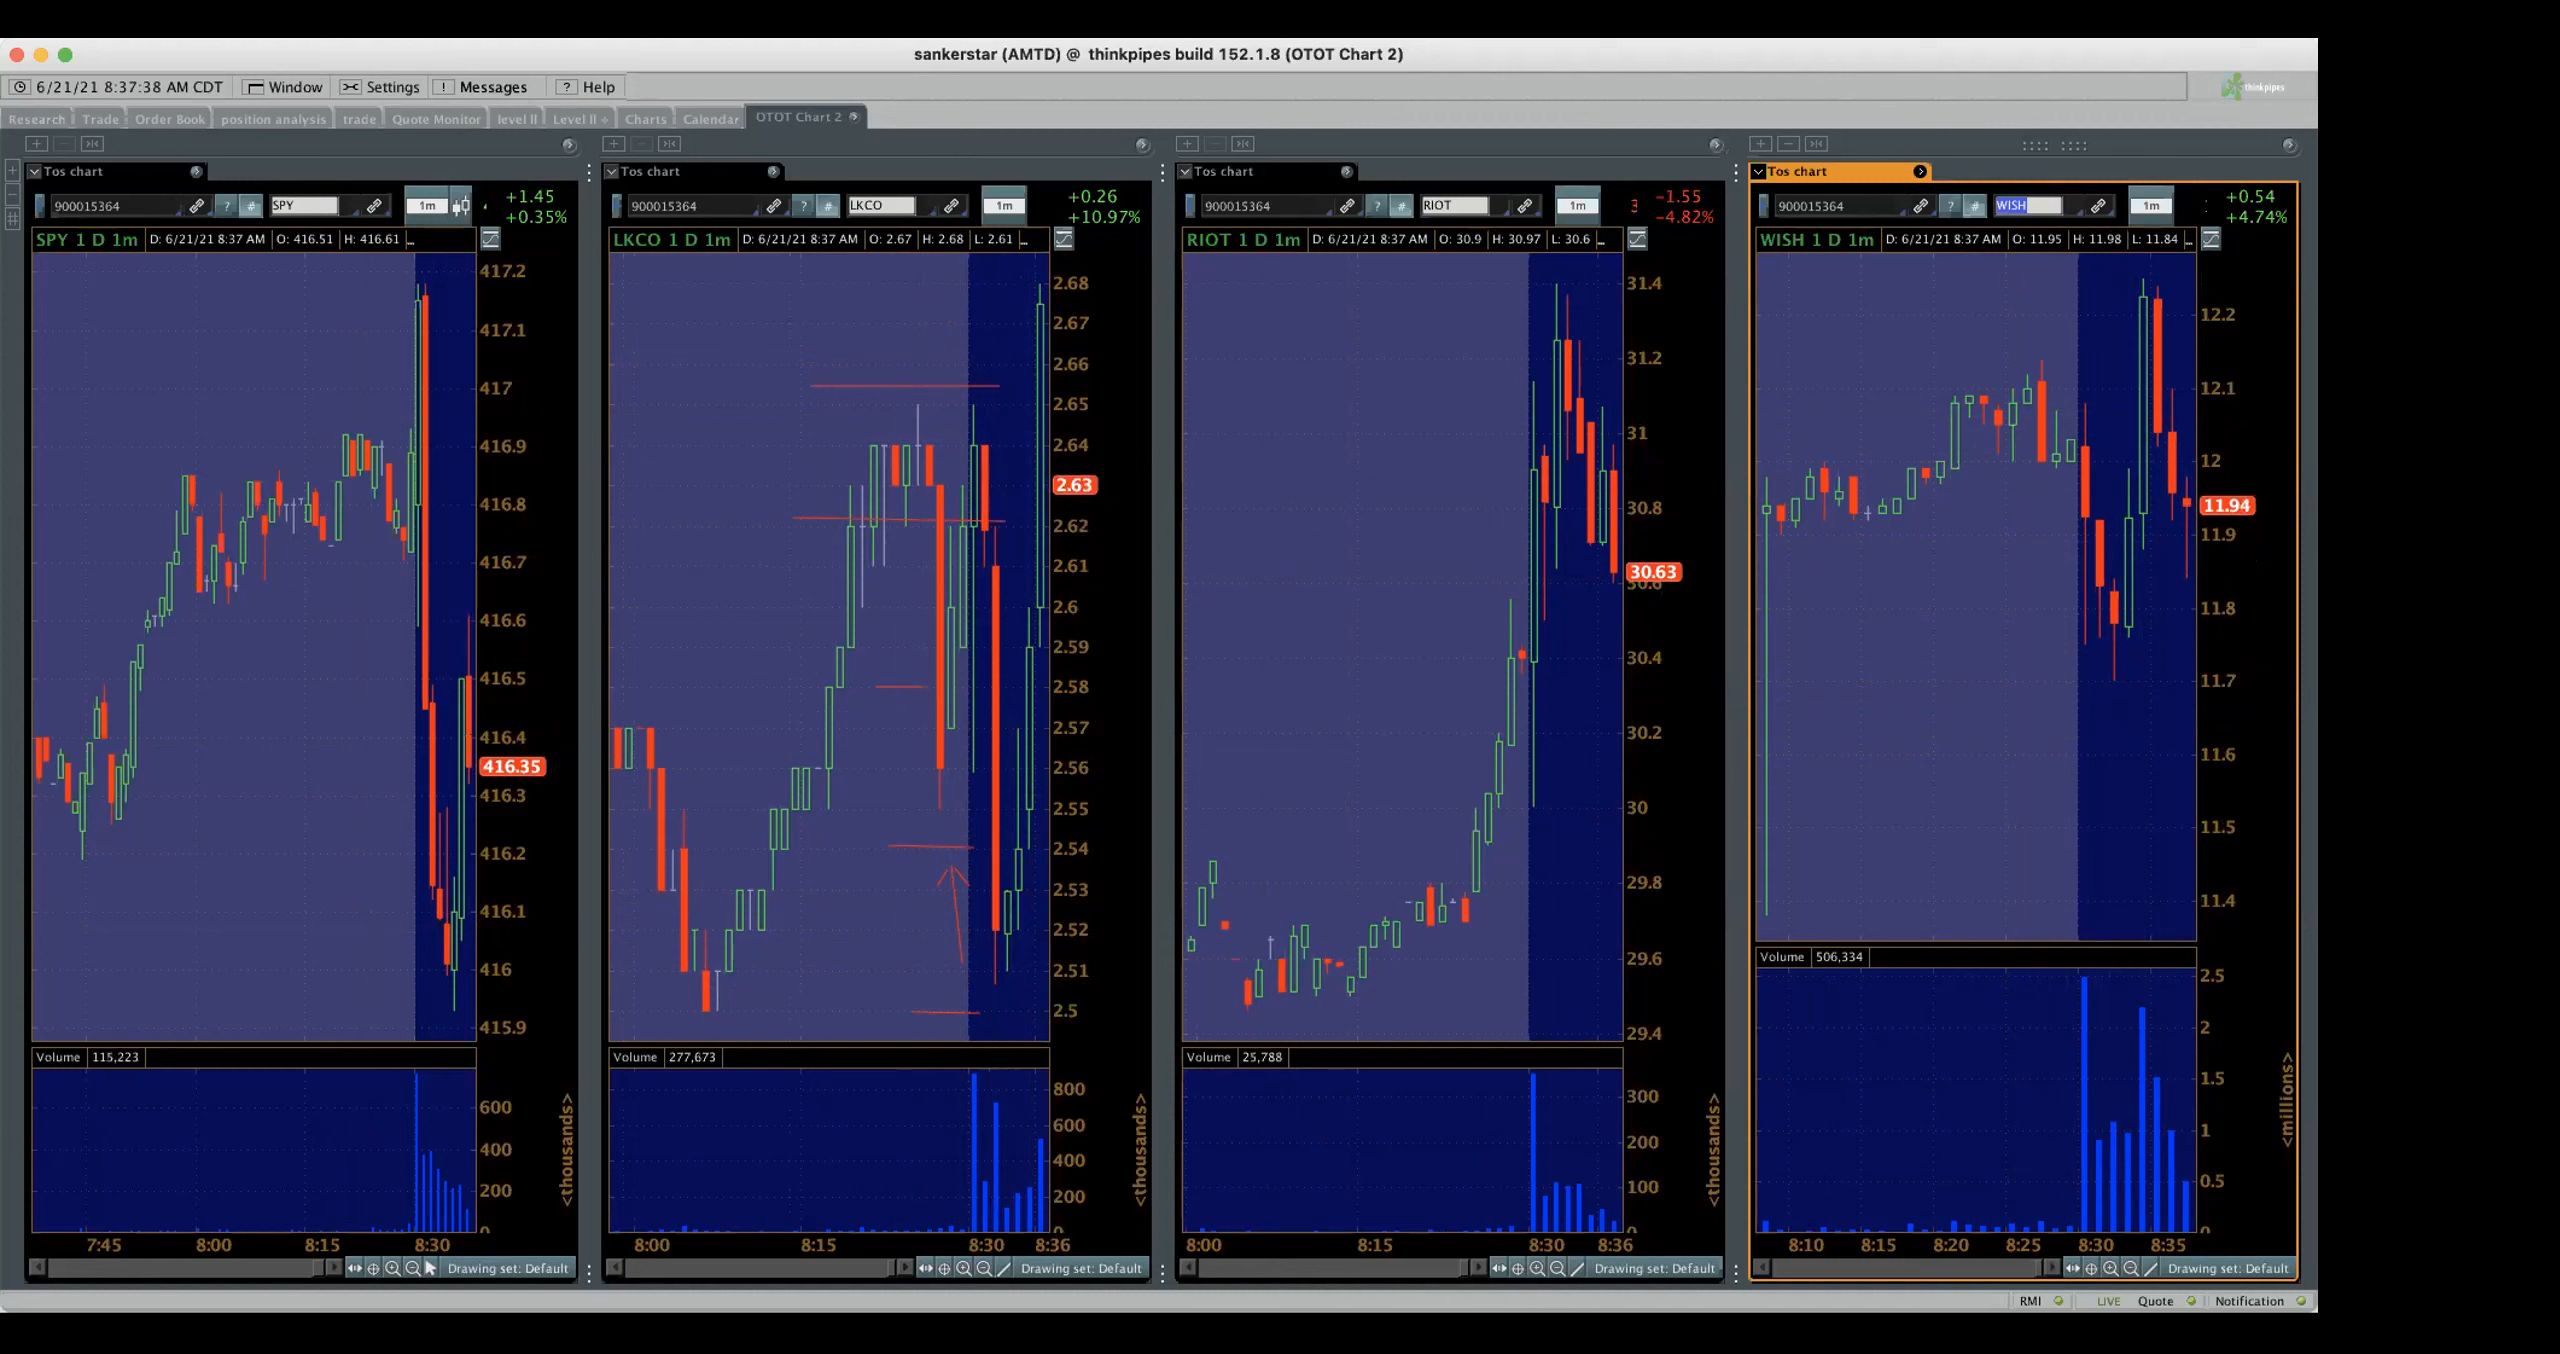 sankerstar (AMTD) @ thinkpipes build 152.1.8 (OTOT Chart 2)
6/21/21 8:37:38 AM CDT Window Settings ! Messages ? Help thinkpipes
Research Trade Order Book position analysis trade Quote Monitor level II Level II + Charts Calendar OTOT Chart 2
Tos chart
900015364 ? # SPY 1m +1.45
+0.35%
SPY 1 D 1m D: 6/21/21 8:37 AM O: 416.51 H: 416.61 ...
417.2
417.1
417
416.9
416.8
416.7
416.6
416.5
416.4
416.35
416.3
416.2
416.1
416
415.9
Volume 115,223
600
400
200
0
<thousands>
7:45 8:00 8:15 8:30
Drawing set: Default
Tos chart
900015364 ? # LKCO 1m +0.26
+10.97%
LKCO 1 D 1m D: 6/21/21 8:37 AM O: 2.67 H: 2.68 L: 2.61 ...
2.68
2.67
2.66
2.65
2.64
2.63
2.62
2.61
2.6
2.59
2.58
2.57
2.56
2.55
2.54
2.53
2.52
2.51
2.5
Volume 277,673
800
600
400
200
0
<thousands>
8:00 8:15 8:30 8:36
Drawing set: Default
Tos chart
900015364 ? # RIOT 1m 3 -1.55
-4.82%
RIOT 1 D 1m D: 6/21/21 8:37 AM O: 30.9 H: 30.97 L: 30.6 ...
31.4
31.2
31
30.8
30.63
30.6
30.4
30.2
30
29.8
29.6
29.4
Volume 25,788
300
200
100
0
<thousands>
8:00 8:15 8:30 8:36
Drawing set: Default
Tos chart
900015364 ? # WISH 1m +0.54
+4.74%
WISH 1 D 1m D: 6/21/21 8:37 AM O: 11.95 H: 11.98 L: 11.84 ...
12.2
12.1
12
11.94
11.9
11.8
11.7
11.6
11.5
11.4
Volume 506,334
2.5
2
1.5
1
0.5
0
<millions>
8:10 8:15 8:20 8:25 8:30 8:35
Drawing set: Default
RMI LIVE Quote Notification